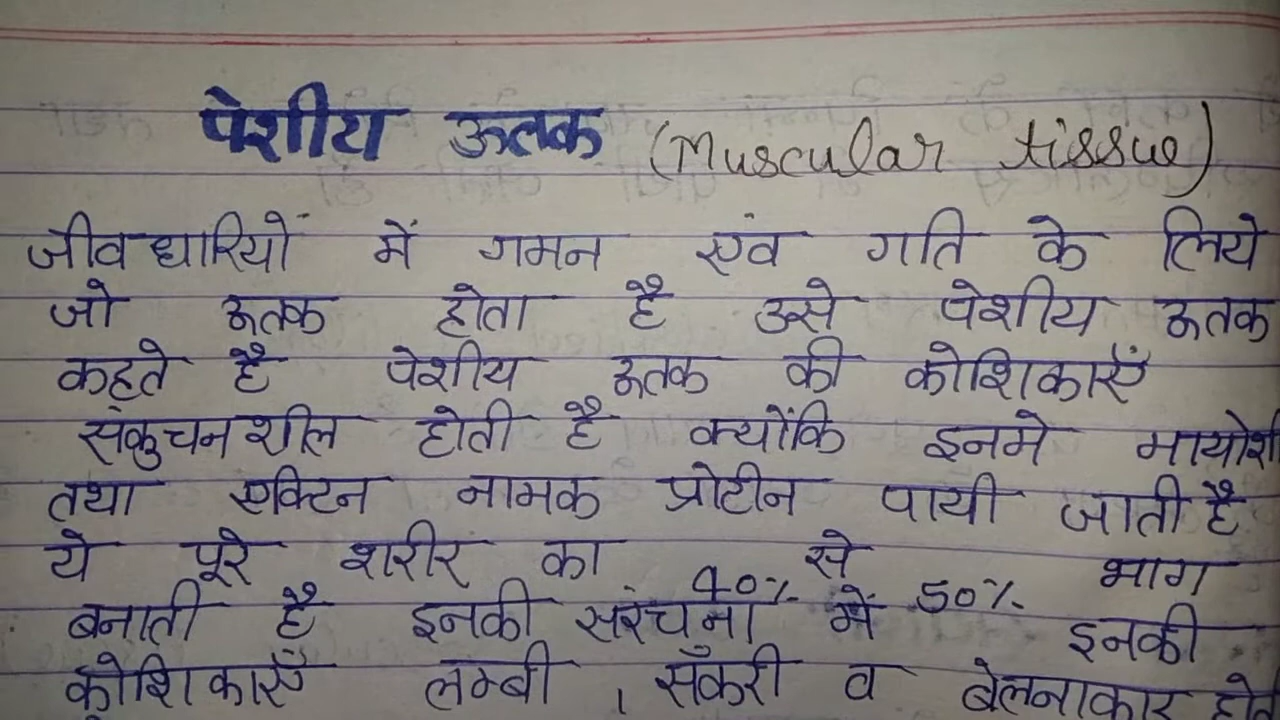 पेशीय ऊतक (Muscular tissue)
जीवधारियों में गमन एवं गति के लिये
जो ऊतक होता है उसे पेशीय ऊतक
कहते है पेशीय ऊतक की कोशिकाएँ
संकुचनशील होती है क्योंकि इनमे
तथा एक्टिन नामक प्रोटीन पायी जाती है
ये पूरे शरीर का 40% से 50% भाग
बनाती है इनकी संरचना में इनकी
कोशिकाएँ लम्बी, सँकरी व बेलनाकार